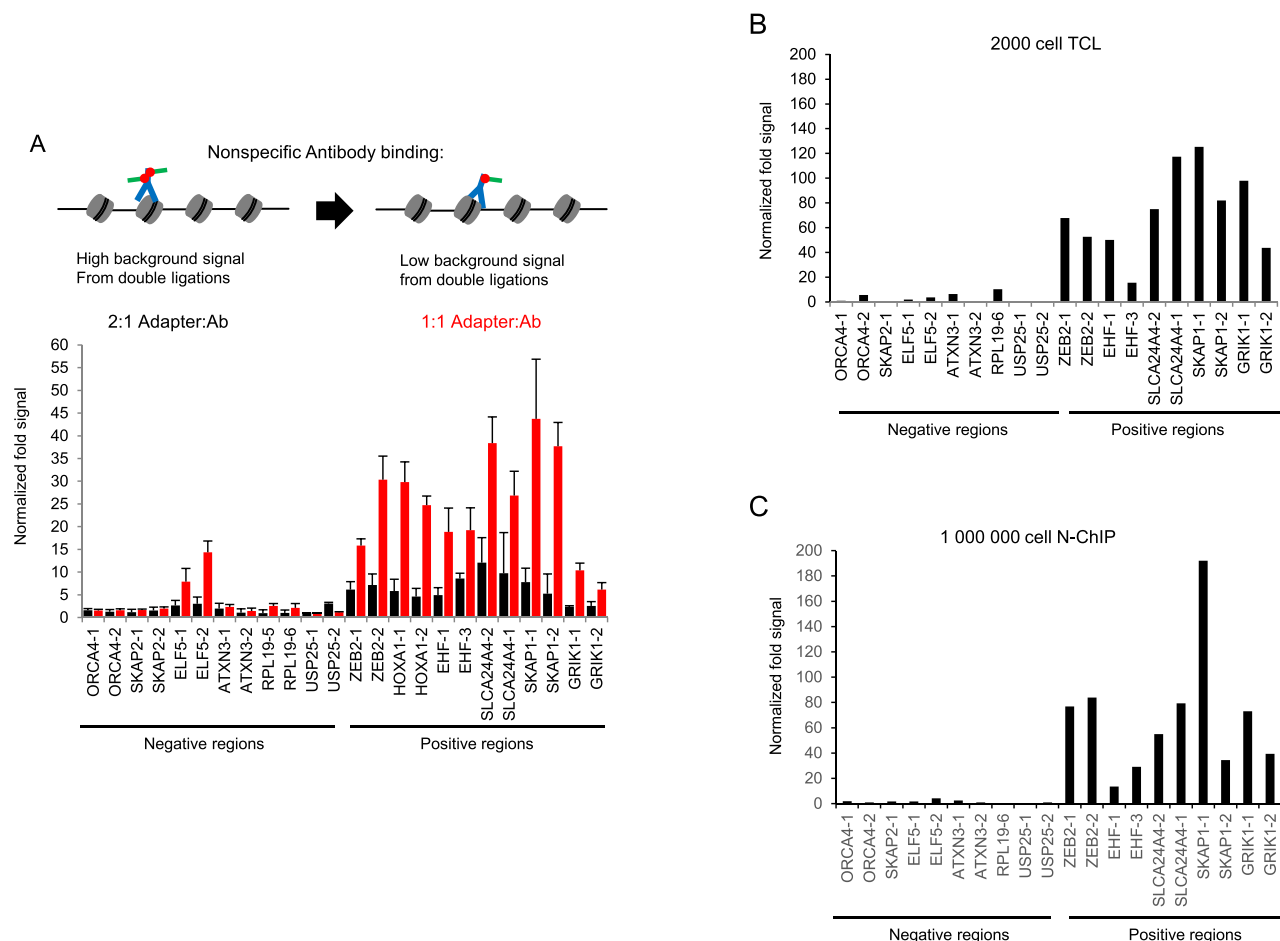 A
Nonspecific Antibody binding:
High background signal
From double ligations
Low background signal
from double ligations
2:1 Adapter:Ab
1:1 Adapter:Ab
Normalized fold signal
60
55
50
45
40
35
30
25
20
15
10
5
0
ORCA4-1
ORCA4-2
SKAP2-1
SKAP2-2
ELF5-1
ELF5-2
ATXN3-1
ATXN3-2
RPL19-5
RPL19-6
USP25-1
USP25-2
ZEB2-1
ZEB2-2
HOXA1-1
HOXA1-2
EHF-1
EHF-3
SLCA24A4-2
SLCA24A4-1
SKAP1-1
SKAP1-2
GRIK1-1
GRIK1-2
Negative regions
Positive regions
B
2000 cell TCL
Normalized fold signal
200
180
160
140
120
100
80
60
40
20
0
ORCA4-1
ORCA4-2
SKAP2-1
ELF5-1
ELF5-2
ATXN3-1
ATXN3-2
RPL19-6
USP25-1
USP25-2
ZEB2-1
ZEB2-2
EHF-1
EHF-3
SLCA24A4-2
SLCA24A4-1
SKAP1-1
SKAP1-2
GRIK1-1
GRIK1-2
Negative regions
Positive regions
C
1 000 000 cell N-ChIP
Normalized fold signal
200
180
160
140
120
100
80
60
40
20
0
ORCA4-1
ORCA4-2
SKAP2-1
ELF5-1
ELF5-2
ATXN3-1
ATXN3-2
RPL19-6
USP25-1
USP25-2
ZEB2-1
ZEB2-2
EHF-1
EHF-3
SLCA24A4-2
SLCA24A4-1
SKAP1-1
SKAP1-2
GRIK1-1
GRIK1-2
Negative regions
Positive regions